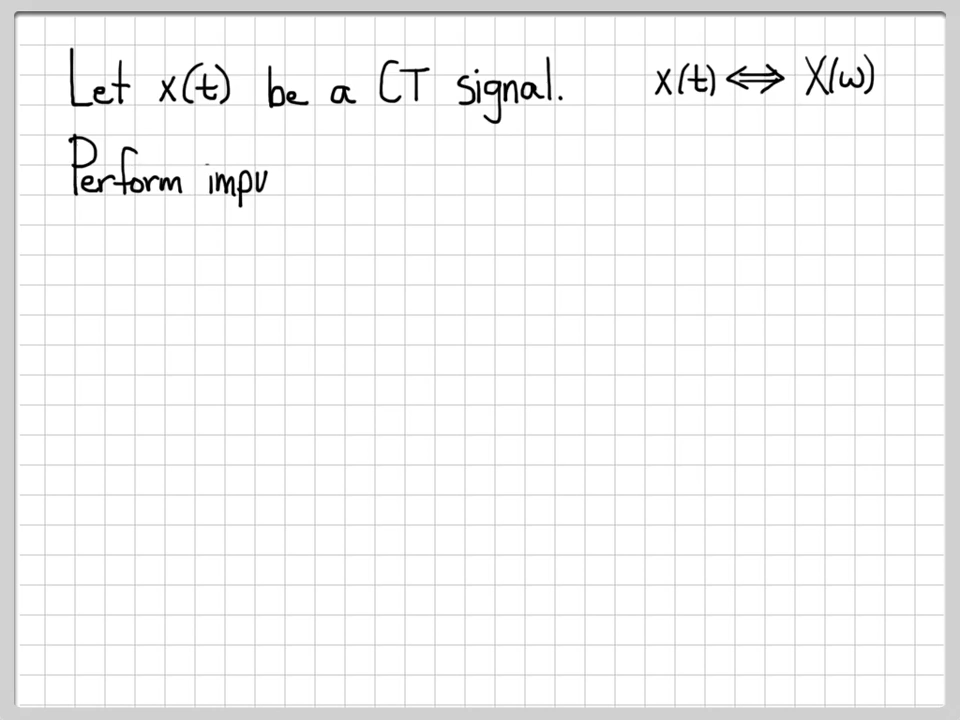 Let x(t) be a CT signal. x(t) ⟺ X(ω)
Perform impu